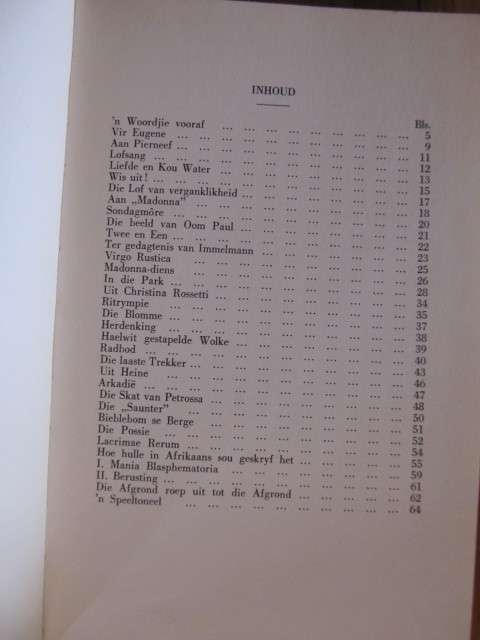 INHOUD
Bls.
'n Woordjie vooraf ... ... ... ... ... ... ... ... ... 5
Vir Eugene ... ... ... ... ... ... ... ... ... ... 9
Aan Pierneef ... ... ... ... ... ... ... ... ... ... 11
Lofsang ... ... ... ... ... ... ... ... ... ... ... 12
Liefde en Kou Water ... ... ... ... ... ... ... ... 13
Wis uit! ... ... ... ... ... ... ... ... ... ... ... 15
Die Lof van verganklikheid ... ... ... ... ... ... ... 17
Aan „Madonna” ... ... ... ... ... ... ... ... ... 18
Sondagmôre ... ... ... ... ... ... ... ... ... ... 20
Die beeld van Oom Paul ... ... ... ... ... ... ... 21
Twee en Een ... ... ... ... ... ... ... ... ... ... 22
Ter gedagtenis van Immelmann ... ... ... ... ... ... 23
Virgo Rustica ... ... ... ... ... ... ... ... ... 25
Madonna-diens ... ... ... ... ... ... ... ... ... 26
In die Park ... ... ... ... ... ... ... ... ... ... 28
Uit Christina Rossetti ... ... ... ... ... ... ... ... 34
Ritrympie ... ... ... ... ... ... ... ... ... ... 35
Die Blomme ... ... ... ... ... ... ... ... ... ... 37
Herdenking ... ... ... ... ... ... ... ... ... ... 38
Haelwit gestapelde Wolke ... ... ... ... ... ... ... 39
Radbod ... ... ... ... ... ... ... ... ... ... ... 40
Die laaste Trekker ... ... ... ... ... ... ... ... ... 43
Uit Heine ... ... ... ... ... ... ... ... ... ... 46
Arkadië ... ... ... ... ... ... ... ... ... ... ... 47
Die Skat van Petrossa ... ... ... ... ... ... ... ... 48
Die „Saunter” ... ... ... ... ... ... ... ... ... 50
Bieblebom se Berge ... ... ... ... ... ... ... ... 51
Die Possie ... ... ... ... ... ... ... ... ... ... 52
Lacrimae Rerum ... ... ... ... ... ... ... ... ... 54
Hoe hulle in Afrikaans sou geskryf het ... ... ... ... 55
I. Mania Blasphematoria ... ... ... ... ... ... ... 59
II. Berusting ... ... ... ... ... ... ... ... ... ... 61
Die Afgrond roep uit tot die Afgrond ... ... ... ... ... 62
'n Speeltoneel ... ... ... ... ... ... ... ... ... 64